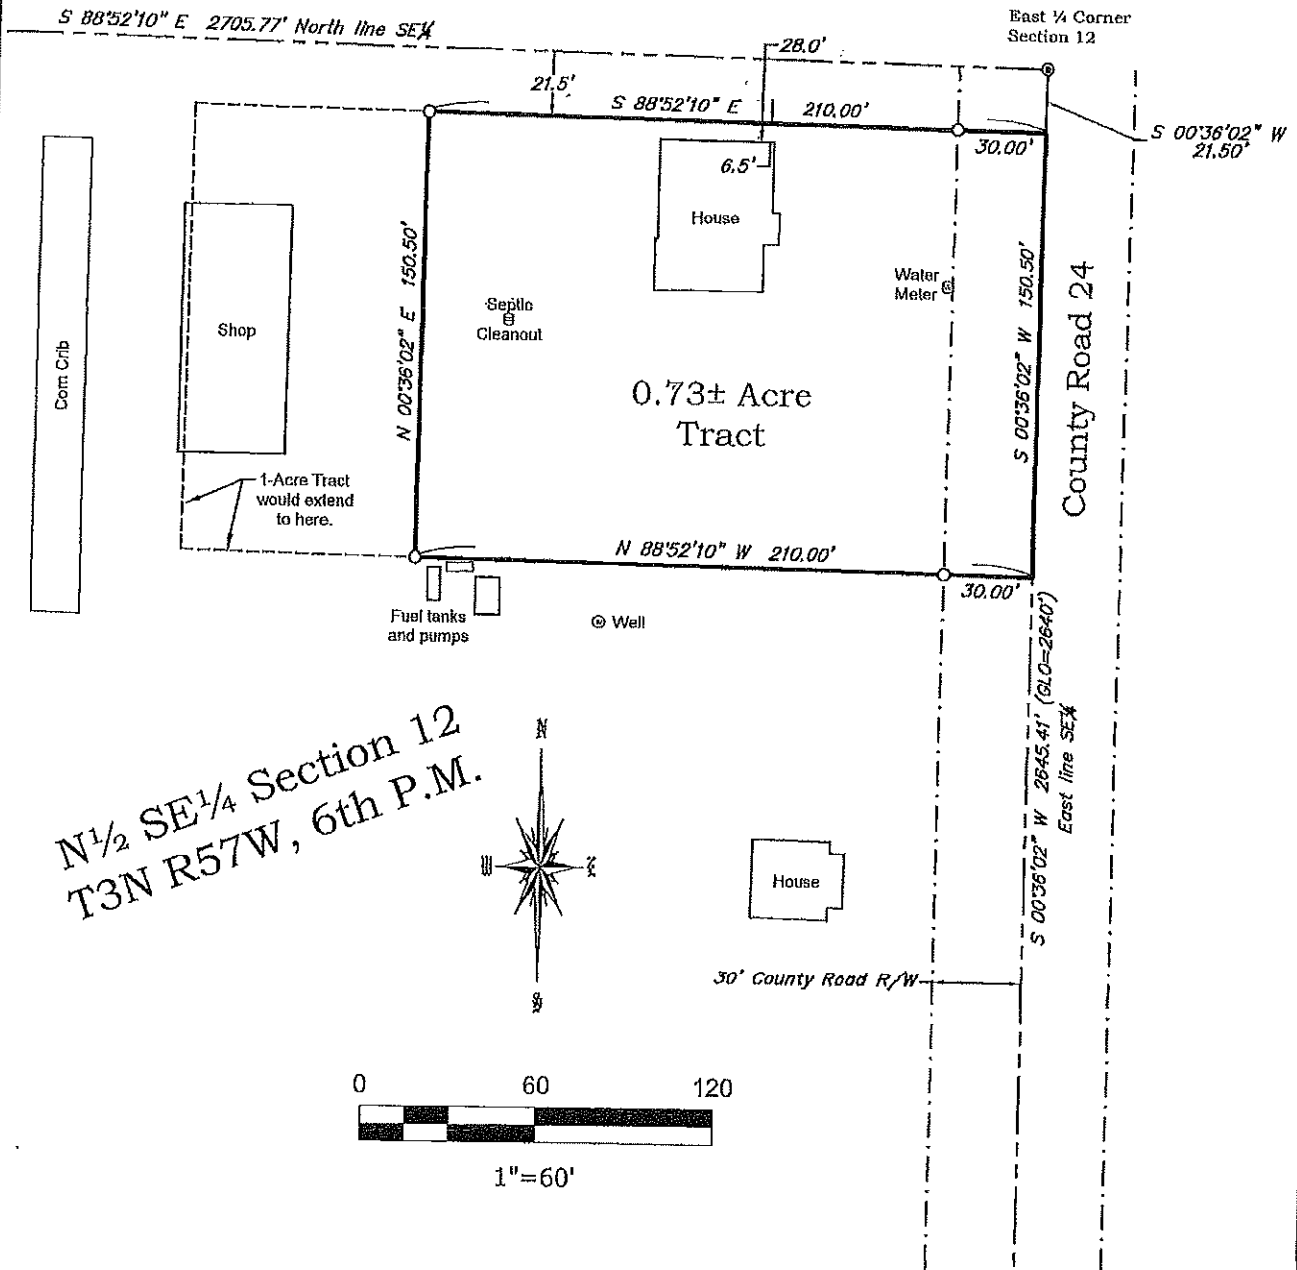 S 88°52'10" E 2705.77' North line SE¼
East ¼ Corner
Section 12
28.0'
21.5'
S 88°52'10" E 210.00'
30.00'
S 00°36'02" W
21.50'
6.5'
House
N 00°36'02" E 150.50'
S 00°36'02" W 150.50'
County Road 24
Water
Meter
Septic
Cleanout
Shop
Corn Crib
0.73± Acre
Tract
1-Acre Tract
would extend
to here.
N 88°52'10" W 210.00'
30.00'
Fuel tanks
and pumps
Well
S 00°36'02" W 2645.41' (GLO=2640')
East line SE¼
N½ SE¼ Section 12
T3N R57W, 6th P.M.
N
W
E
S
House
30' County Road R/W
0 60 120
1"=60'